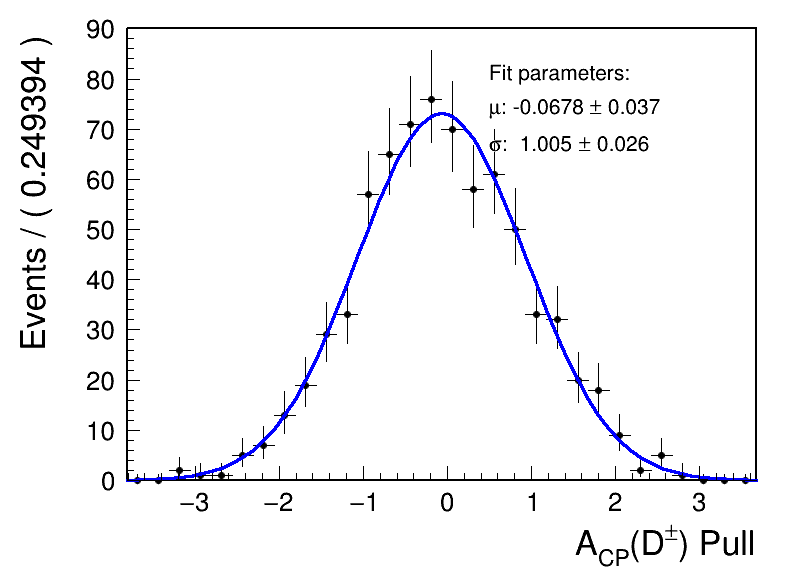 Events / ( 0.249394 )
90
80
70
60
50
40
30
20
10
0
Fit parameters:
μ: -0.0678 ± 0.037
σ: 1.005 ± 0.026
−3 −2 −1 0 1 2 3
A_CP(D^±) Pull